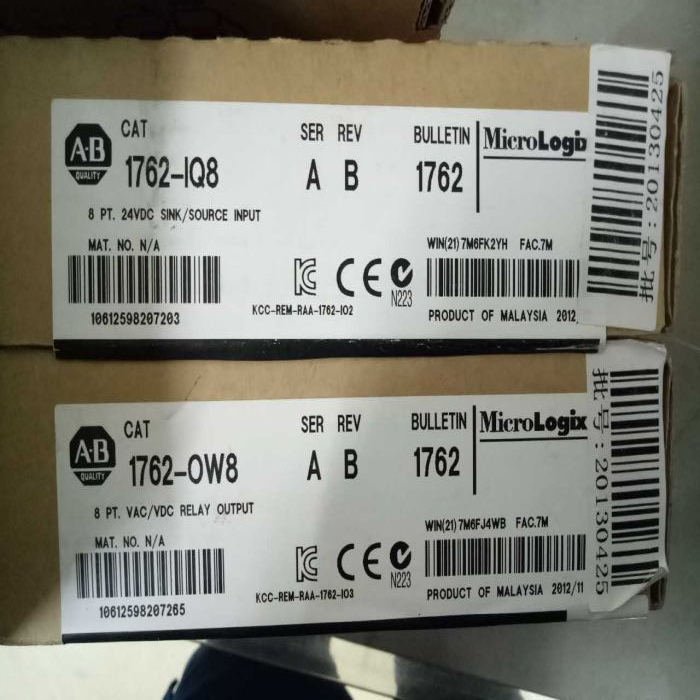 A·B
QUALITY
CAT
1762-IQ8
SER REV
A B
BULLETIN
1762
MicroLogix
8 PT. 24VDC SINK/SOURCE INPUT
MAT. NO. N/A
10612598207203
KCC-REM-RAA-1762-IO2
CE
N223
WIN(21) 7M6FK2YH FAC.7M
PRODUCT OF MALAYSIA 2012/
批号:20130425
A·B
QUALITY
CAT
1762-OW8
SER REV
A B
BULLETIN
1762
MicroLogix
8 PT. VAC/VDC RELAY OUTPUT
MAT. NO. N/A
10612598207265
KCC-REM-RAA-1762-IO3
CE
N223
WIN(21) 7M6FJ4WB FAC.7M
PRODUCT OF MALAYSIA 2012/11
批号:20130425